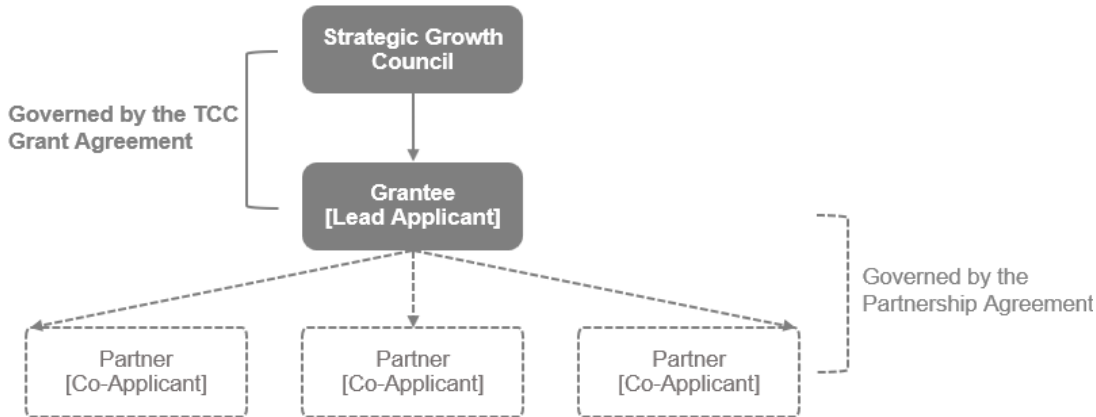 Strategic Growth
Council
Governed by the TCC
Grant Agreement
Grantee
[Lead Applicant]
Governed by the
Partnership Agreement
Partner
[Co-Applicant]
Partner
[Co-Applicant]
Partner
[Co-Applicant]